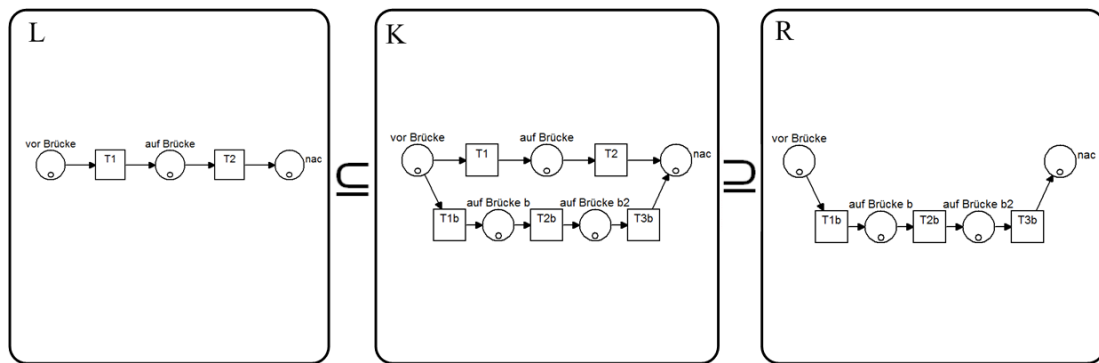 L
vor Brücke
T1
auf Brücke
T2
nac
⊆
K
vor Brücke
T1
auf Brücke
T2
nac
T1b
auf Brücke b
T2b
auf Brücke b2
T3b
⊇
R
vor Brücke
nac
T1b
auf Brücke b
T2b
auf Brücke b2
T3b